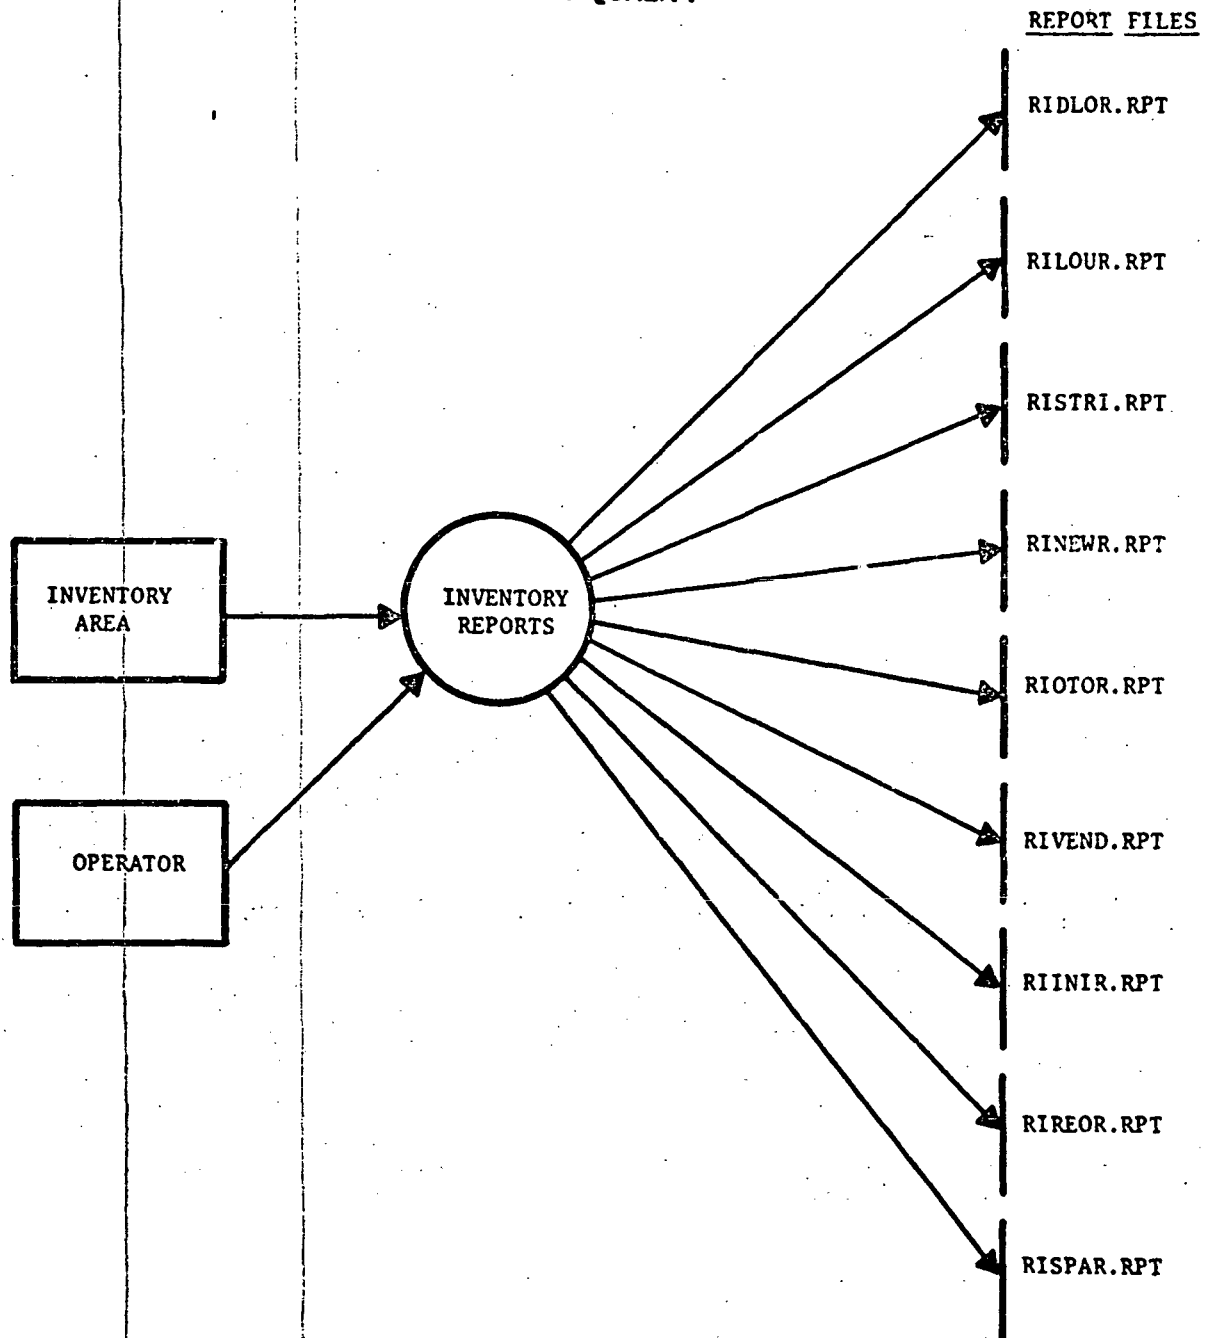 REPORT FILES
RIDLOR.RPT
RILOUR.RPT
RISTRI.RPT
RINEWR.RPT
INVENTORY
AREA
INVENTORY
REPORTS
RIOTOR.RPT
OPERATOR
RIVEND.RPT
RIINIR.RPT
RIREOR.RPT
RISPAR.RPT